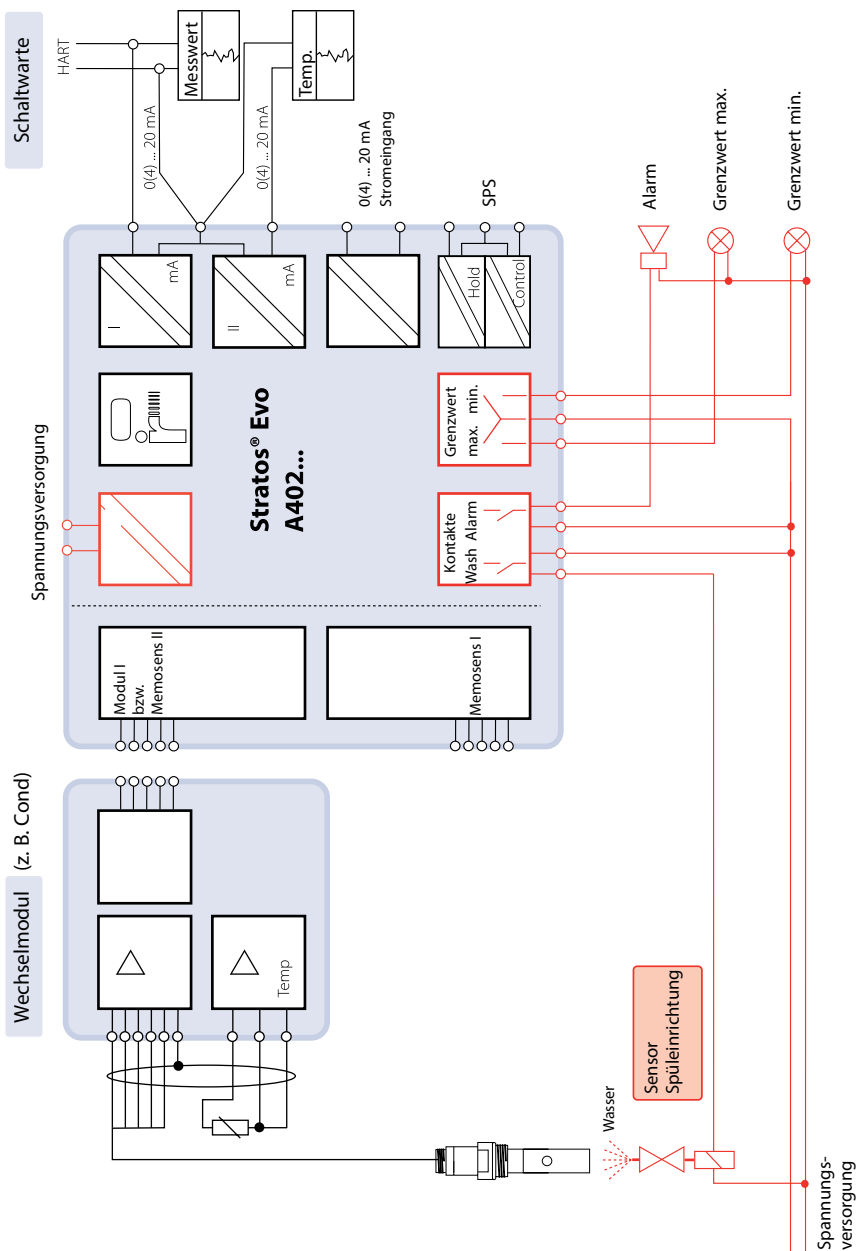 Schaltwarte
HART
Messwert
Temp.
0(4) ... 20 mA
0(4) ... 20 mA
0(4) ... 20 mA
Stromeingang
SPS
Alarm
Grenzwert max.
Grenzwert min.
I
mA
II
mA
Hold
Control
Spannungsversorgung
Stratos® Evo
A402...
Grenzwert
max. min.
Kontakte
Wash Alarm
Modul I
bzw.
Memosens II
Memosens I
Wechselmodul
(z. B. Cond)
Temp
Sensor
Spüleinrichtung
Wasser
Spannungs-
versorgung